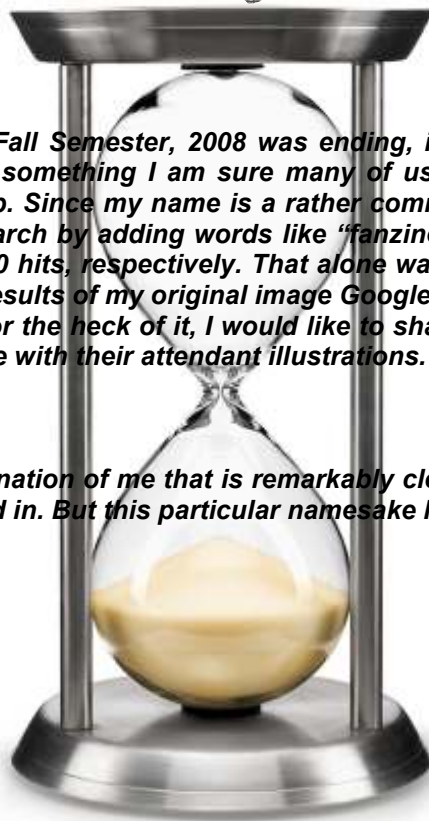 Fall Semester, 2008 was ending, i
something I am sure many of us
o. Since my name is a rather comm
arch by adding words like “fanzine
0 hits, respectively. That alone wa
esults of my original image Google
or the heck of it, I would like to sha
e with their attendant illustrations.
nation of me that is remarkably clo
d in. But this particular namesake l